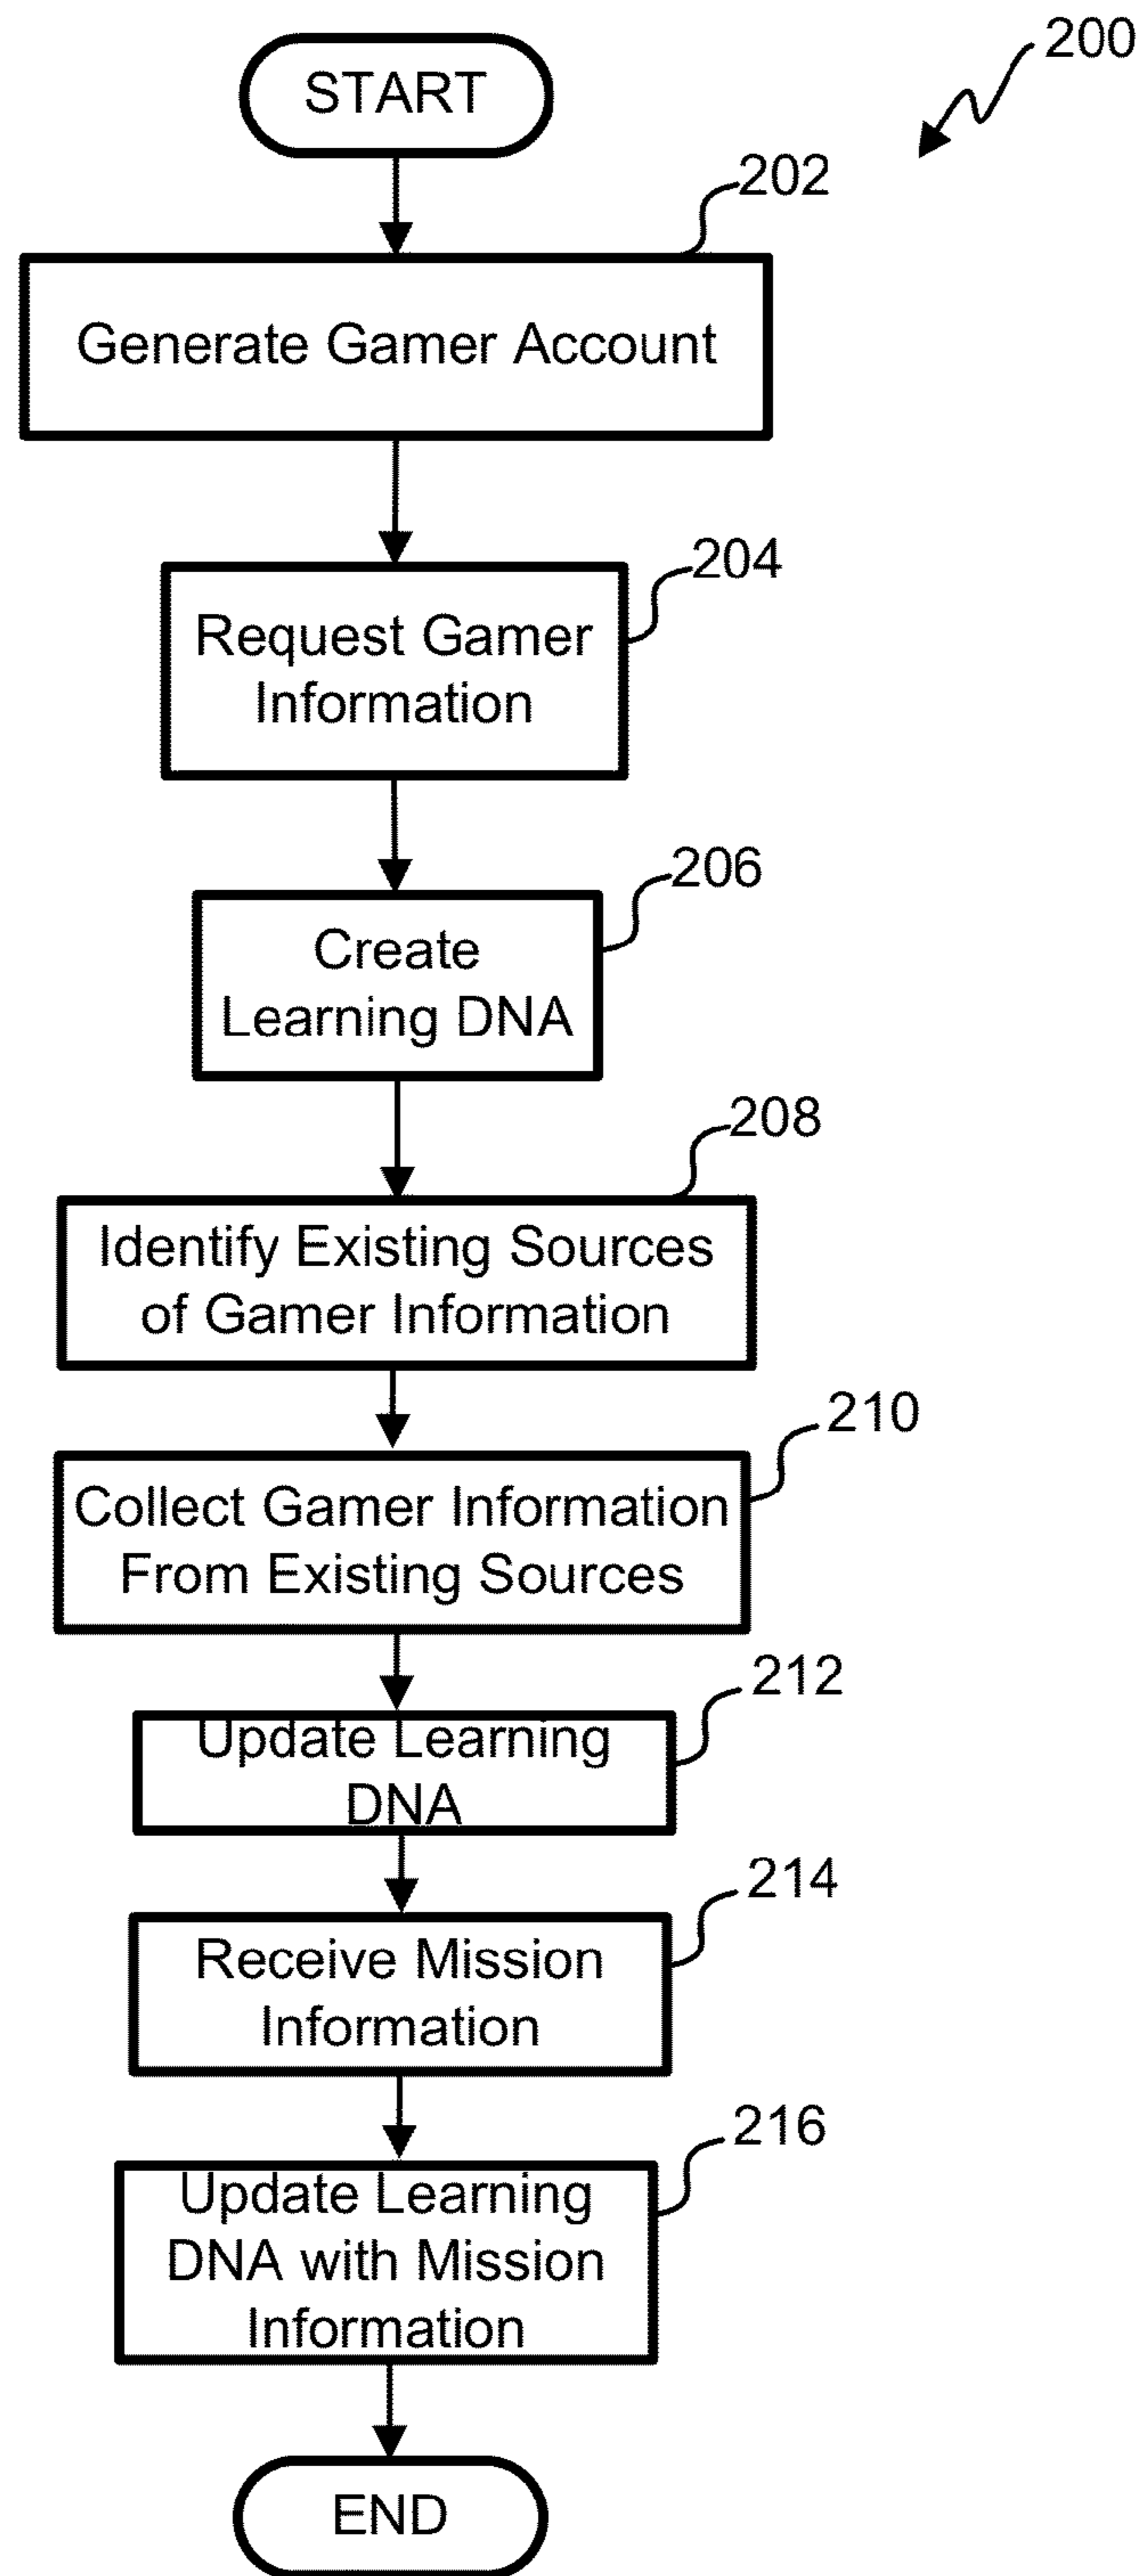 200
START
202
Generate Gamer Account
204
Request Gamer
Information
206
Create
Learning DNA
208
Identify Existing Sources
of Gamer Information
210
Collect Gamer Information
From Existing Sources
212
Update Learning
DNA
214
Receive Mission
Information
216
Update Learning
DNA with Mission
Information
END